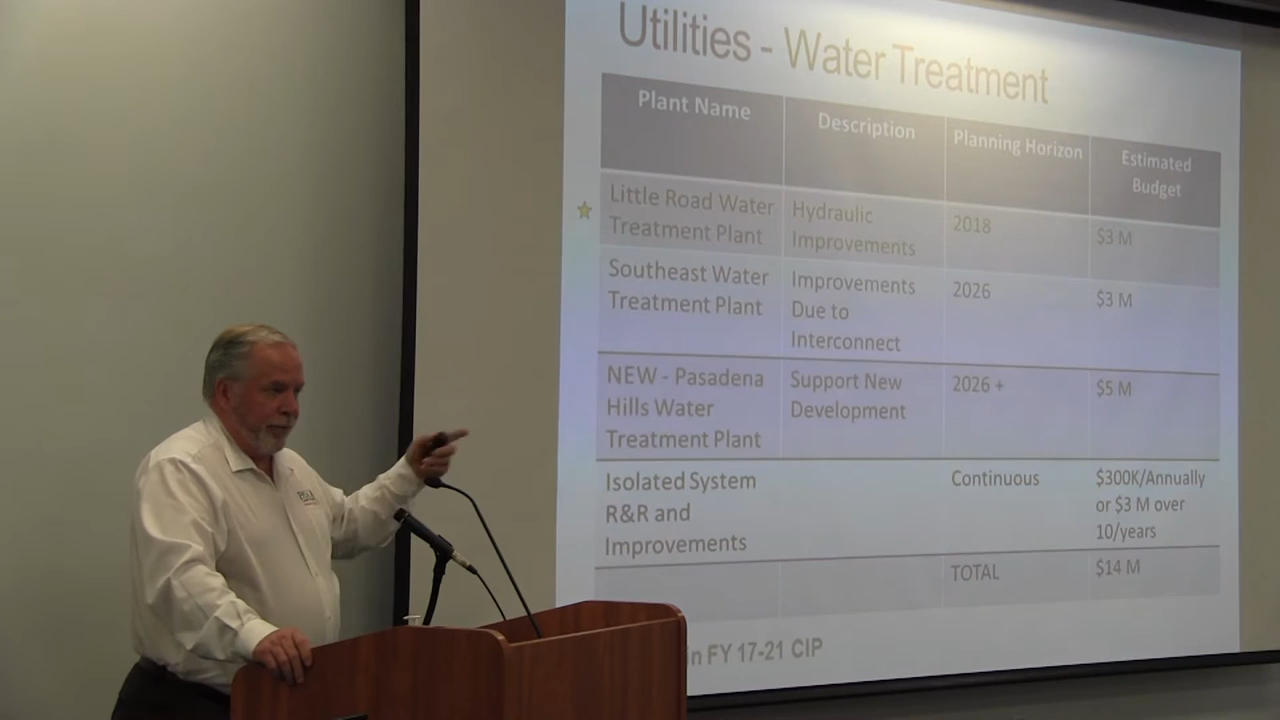 Utilities - Water Treatment
Plant Name
Description
Planning Horizon
Estimated
Budget
Little Road Water
Treatment Plant
Hydraulic
Improvements
2018
$3 M
Southeast Water
Treatment Plant
Improvements
Due to
Interconnect
2026
$3 M
NEW - Pasadena
Hills Water
Treatment Plant
Support New
Development
2026 +
$5 M
Isolated System
R&R and
Improvements
Continuous
$300K/Annually
or $3 M over
10/years
TOTAL
$14 M
in FY 17-21 CIP